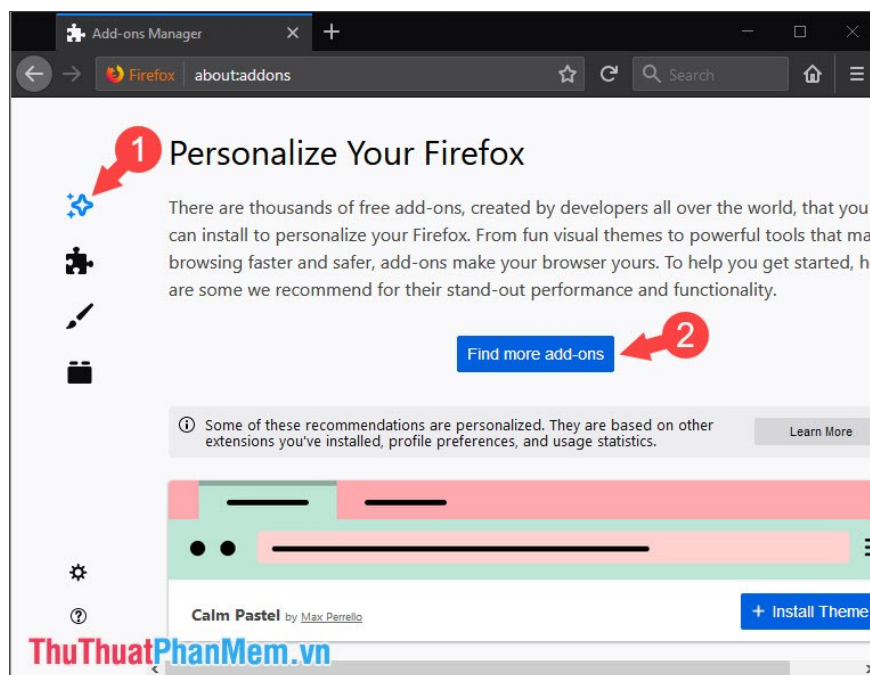 Add-ons Manager
Firefox about:addons
Search
1
Personalize Your Firefox
There are thousands of free add-ons, created by developers all over the world, that you
can install to personalize your Firefox. From fun visual themes to powerful tools that ma
browsing faster and safer, add-ons make your browser yours. To help you get started, h
are some we recommend for their stand-out performance and functionality.
Find more add-ons
2
Some of these recommendations are personalized. They are based on other
extensions you've installed, profile preferences, and usage statistics.
Learn More
Calm Pastel by Max Perrello
+ Install Theme
ThuThuatPhanMem.vn